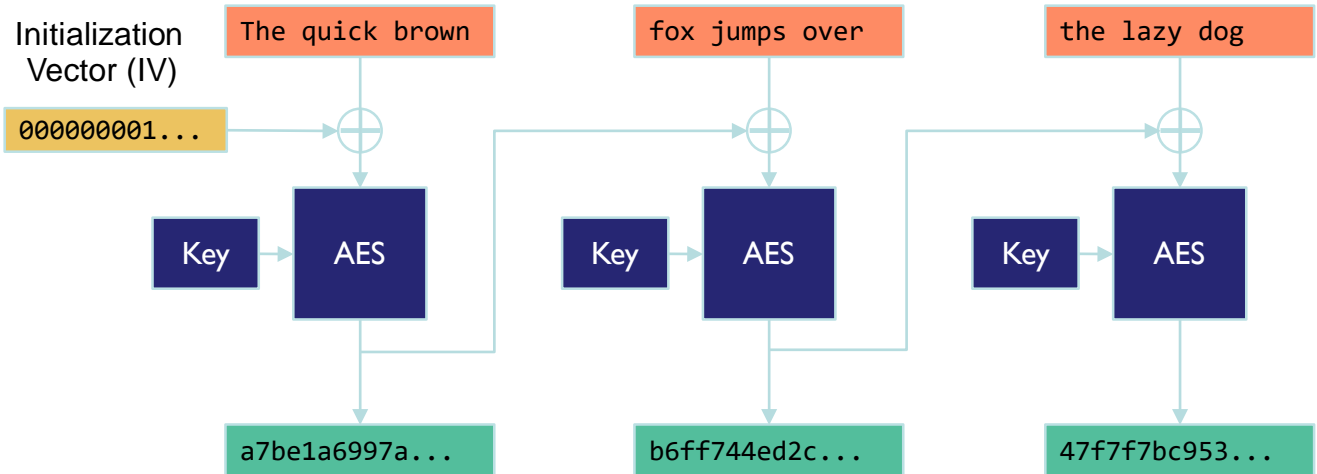 Initialization
Vector (IV)
The quick brown
fox jumps over
the lazy dog
000000001...
Key
AES
Key
AES
Key
AES
a7be1a6997a...
b6ff744ed2c...
47f7f7bc953...